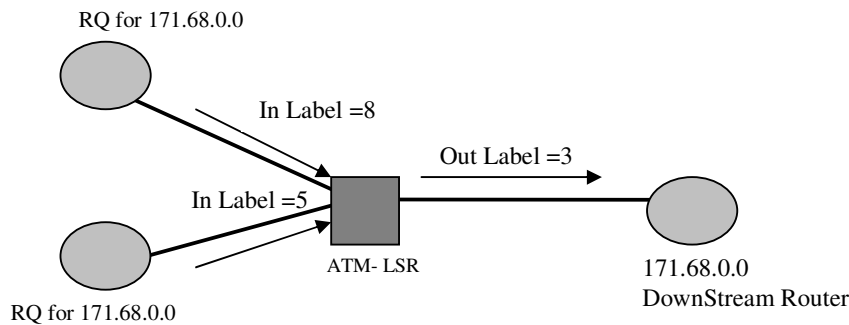 RQ for 171.68.0.0
In Label =8
Out Label =3
In Label =5
ATM- LSR
171.68.0.0
DownStream Router
RQ for 171.68.0.0